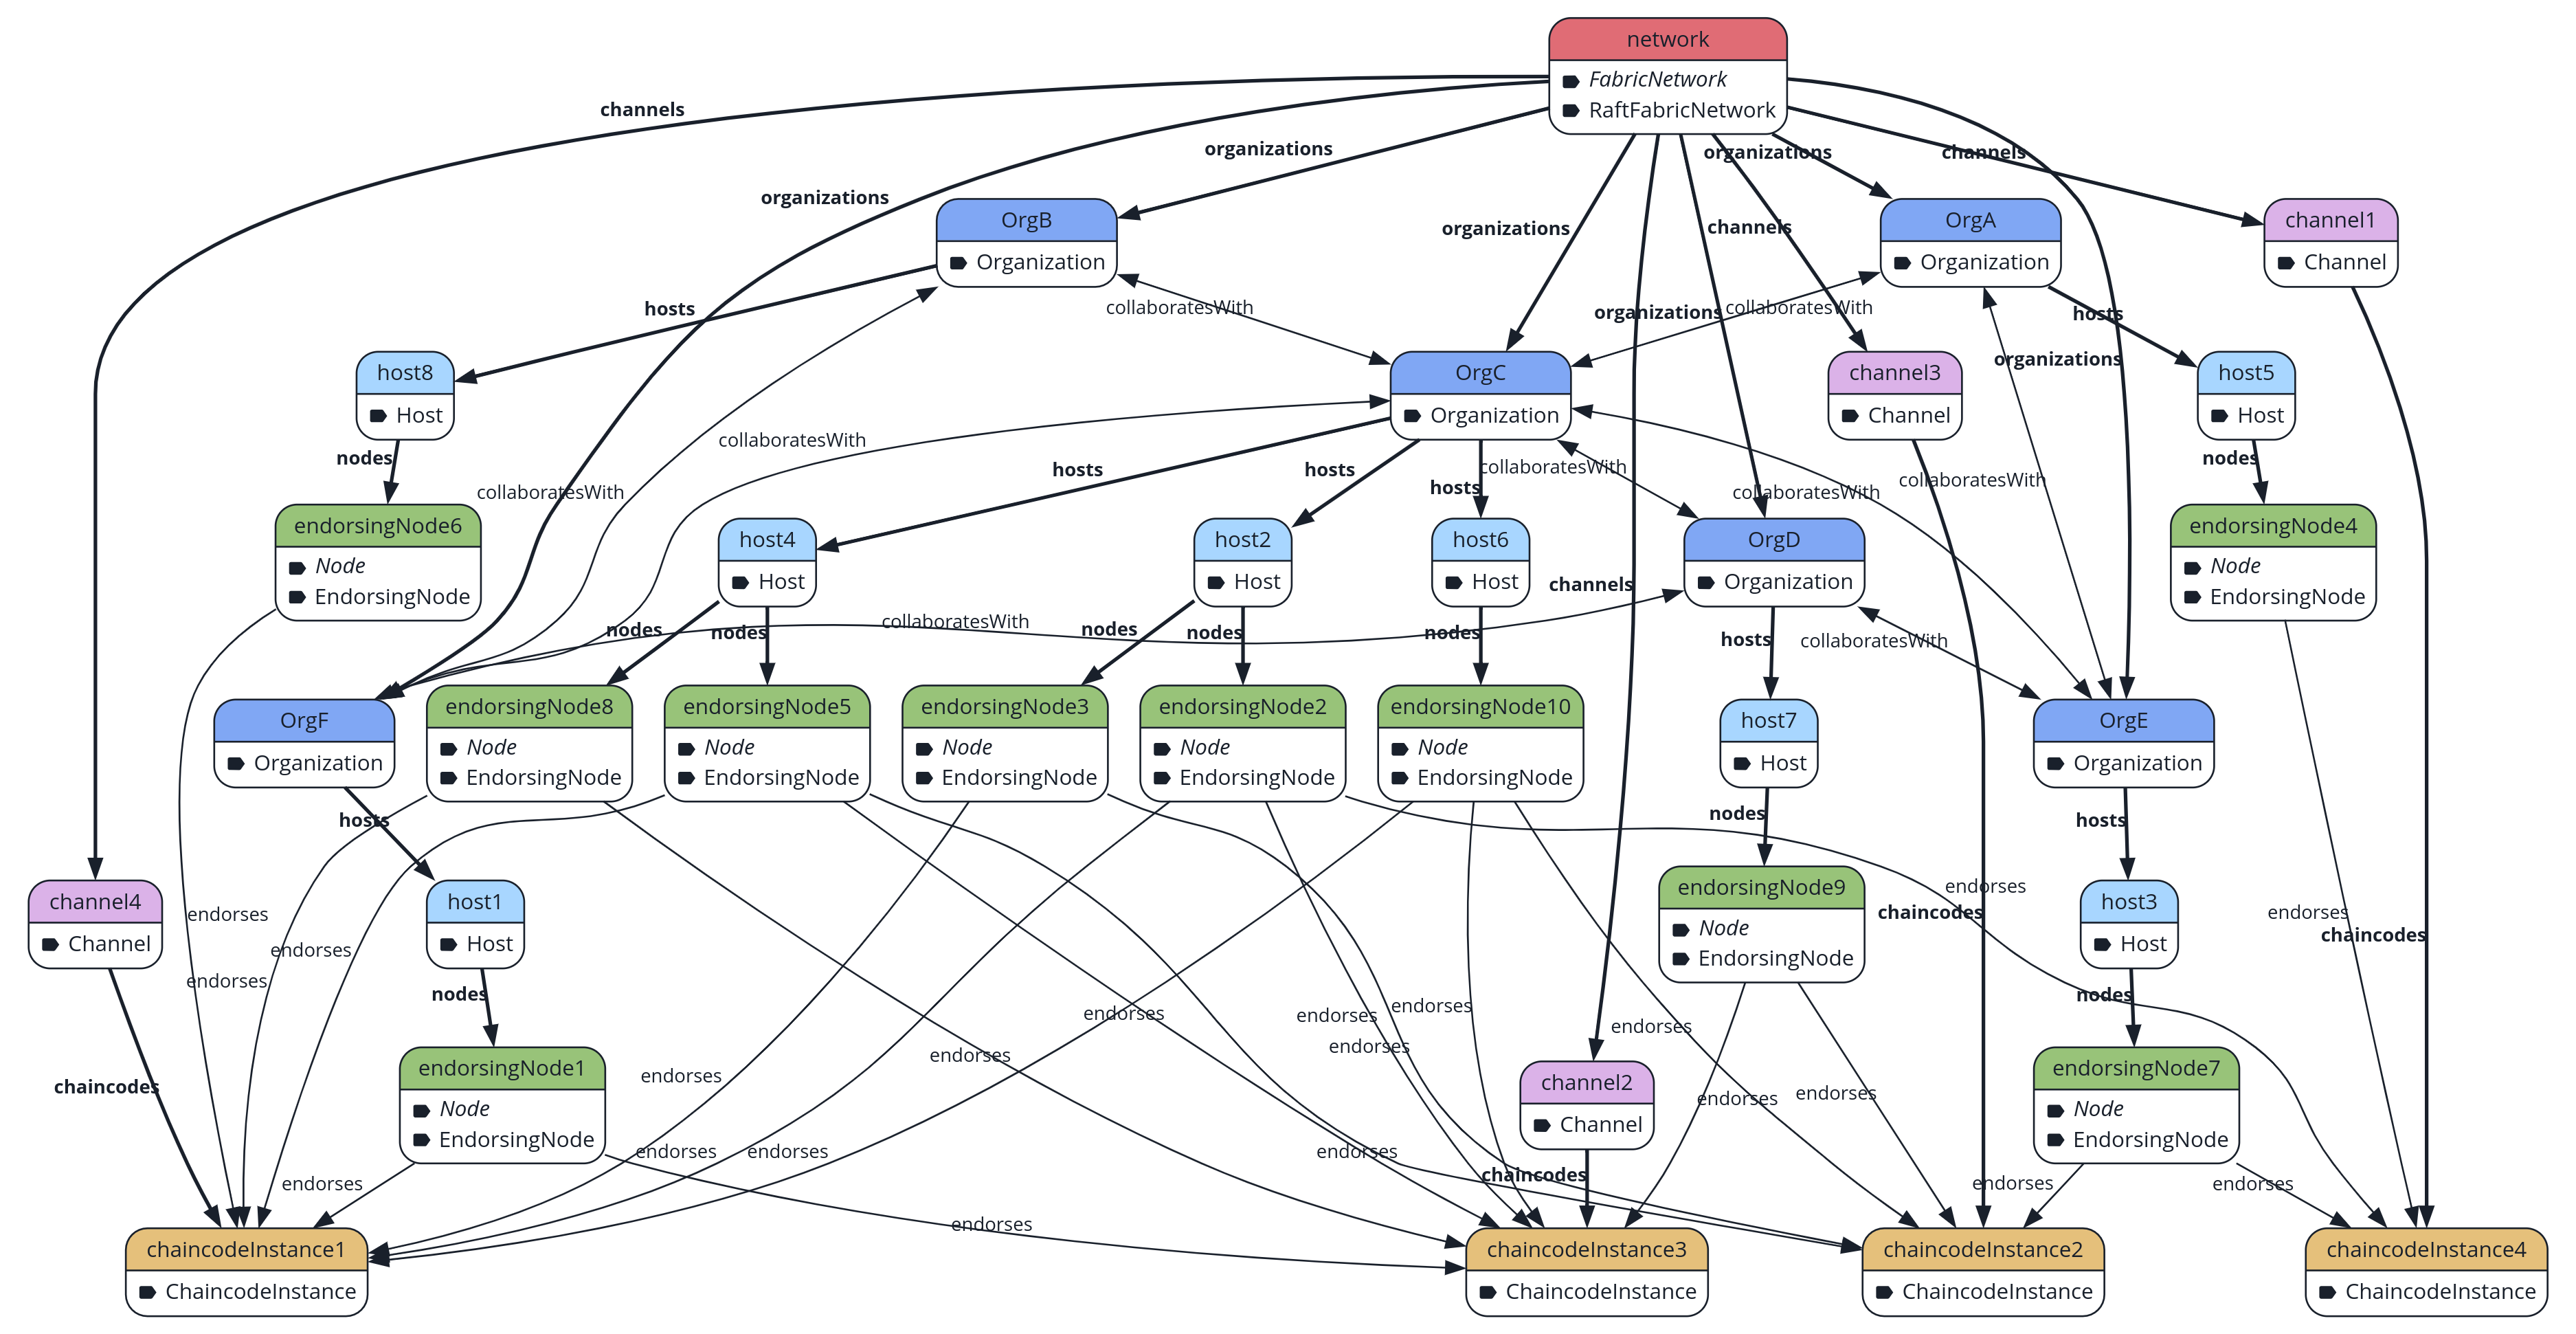 network
FabricNetwork
RaftFabricNetwork
channels
organizations
organizations
channels
organizations
organizations
OrgB
Organization
OrgA
Organization
channel1
Channel
organizations
channels
hosts
collaboratesWith
organizations
collaboratesWith
hosts
host8
Host
OrgC
Organization
channel3
Channel
organizations
host5
Host
collaboratesWith
nodes
hosts
hosts
collaboratesWith
nodes
collaboratesWith
hosts
collaboratesWith
collaboratesWith
endorsingNode6
Node
EndorsingNode
host4
Host
host2
Host
host6
Host
OrgD
Organization
endorsingNode4
Node
EndorsingNode
channels
collaboratesWith
nodes
nodes
nodes
nodes
nodes
hosts
collaboratesWith
OrgF
Organization
endorsingNode8
Node
EndorsingNode
endorsingNode5
Node
EndorsingNode
endorsingNode3
Node
EndorsingNode
endorsingNode2
Node
EndorsingNode
endorsingNode10
Node
EndorsingNode
host7
Host
OrgE
Organization
hosts
nodes
hosts
channel4
Channel
endorses
host1
Host
endorsingNode9
Node
EndorsingNode
endorses
chaincodes
host3
Host
endorses
chaincodes
endorses
endorses
nodes
endorses
endorses
endorses
endorses
nodes
endorses
endorses
endorses
chaincodes
endorsingNode1
Node
EndorsingNode
endorses
channel2
Channel
endorses
endorses
endorsingNode7
Node
EndorsingNode
endorses
endorses
endorses
endorses
chaincodes
endorses
endorses
endorses
chaincodeInstance1
ChaincodeInstance
chaincodeInstance3
ChaincodeInstance
chaincodeInstance2
ChaincodeInstance
chaincodeInstance4
ChaincodeInstance